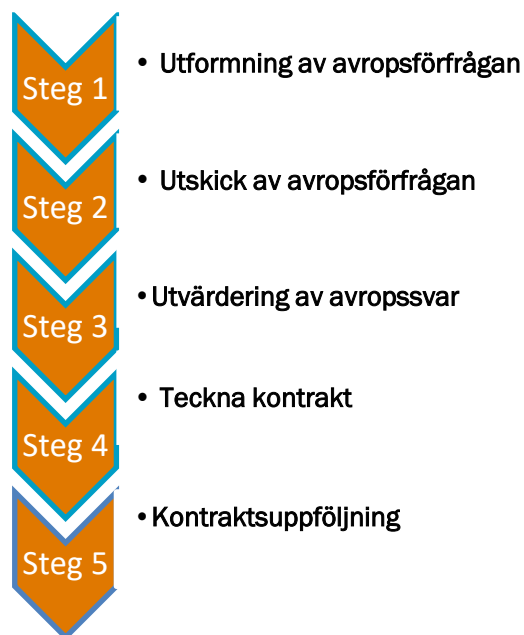 • Utformning av avropsförfrågan
Steg 1
• Utskick av avropsförfrågan
Steg 2
•Utvärdering av avropssvar
Steg 3
• Teckna kontrakt
Steg 4
•Kontraktsuppföljning
Steg 5